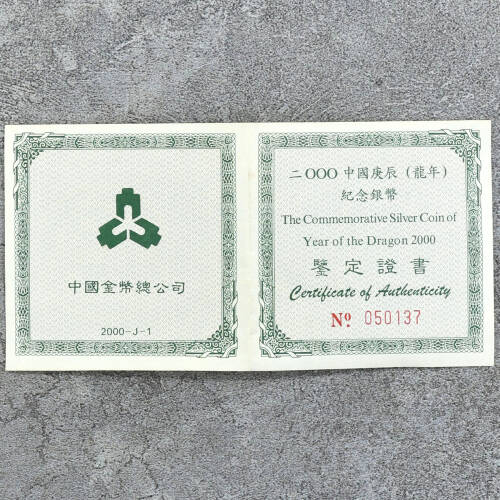 中國金幣總公司
2000-J-1
二OOO中國庚辰(龍年)
紀念銀幣
The Commemorative Silver Coin of
Year of the Dragon 2000
鑒定證書
Certificate of Authenticity
Nº 050137